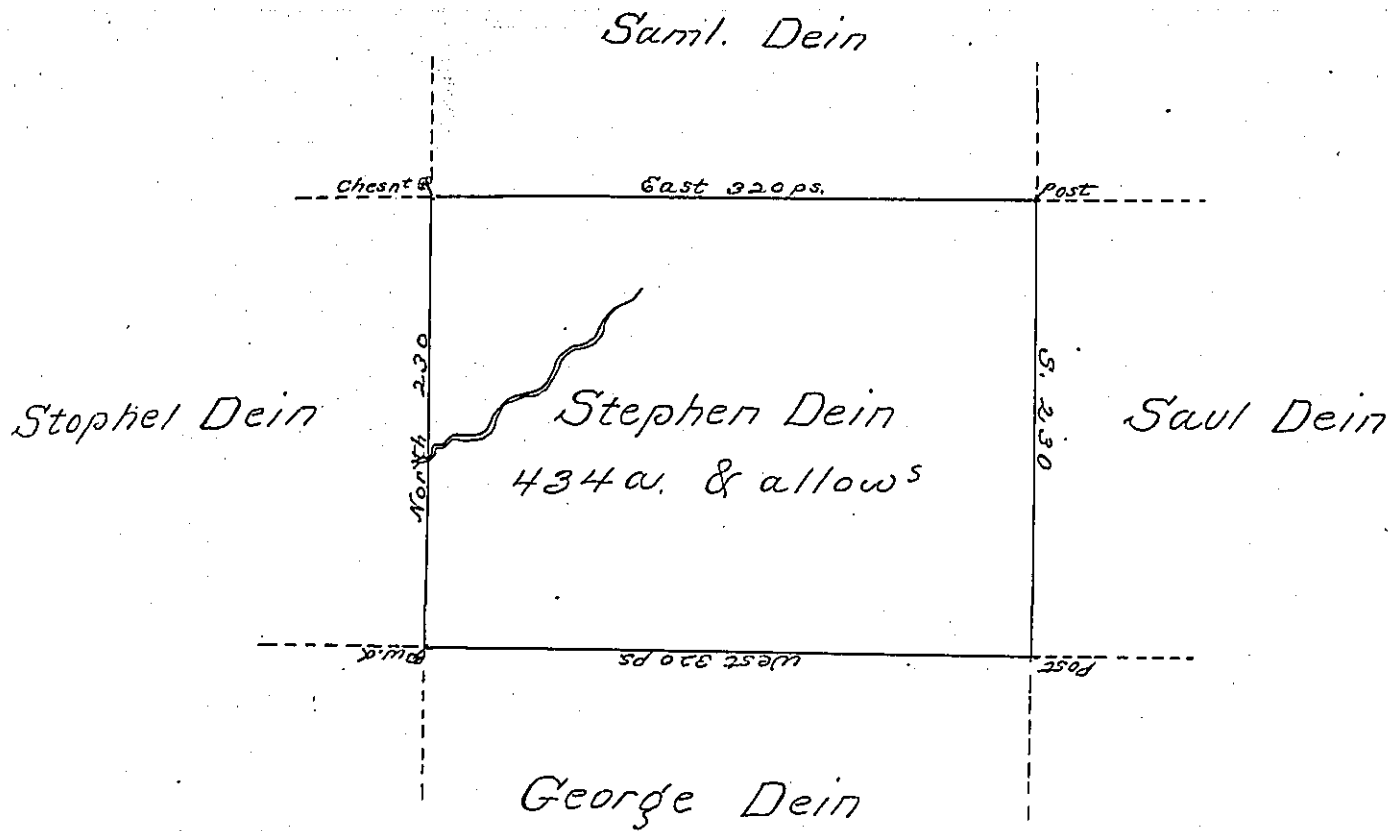 Saml. Dein
Chesnt
East 320 ps.
Post
North 230
S. 230
Stophel Dein
Stephen Dein
Saul Dein
434 a. & allows
W.o.
West 320 ps
Post
George Dein